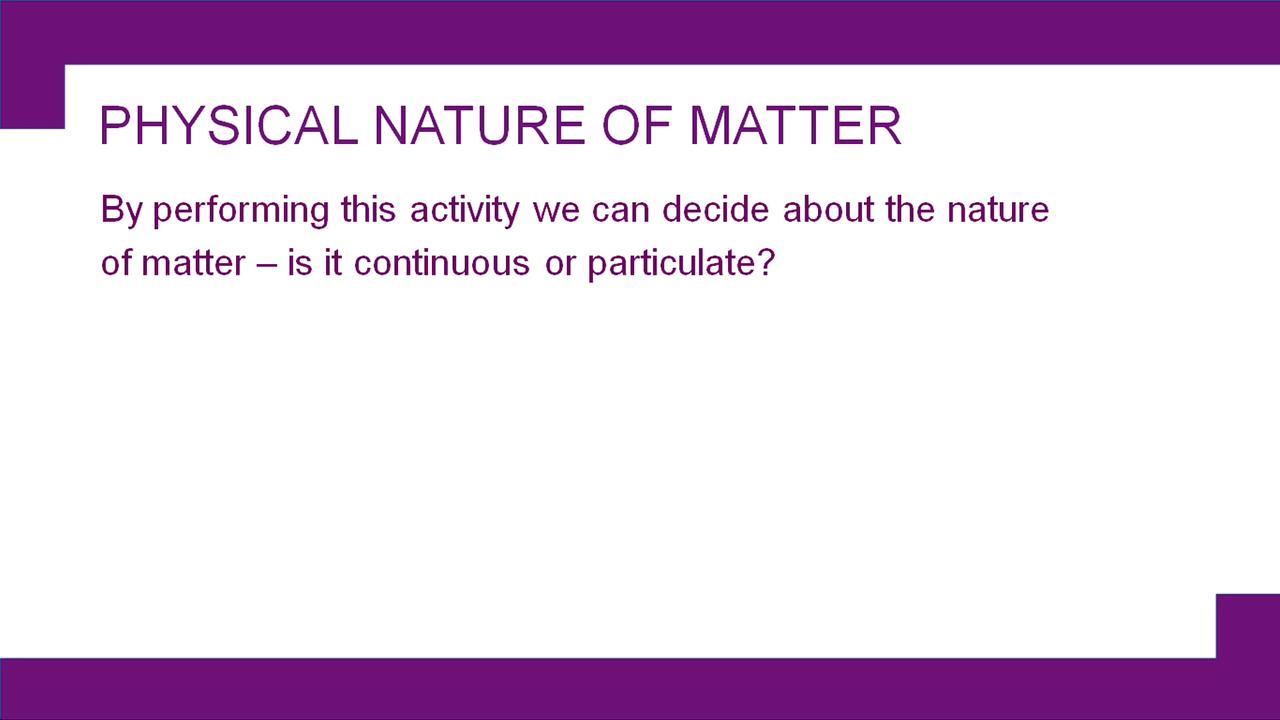 PHYSICAL NATURE OF MATTER
By performing this activity we can decide about the nature
of matter – is it continuous or particulate?